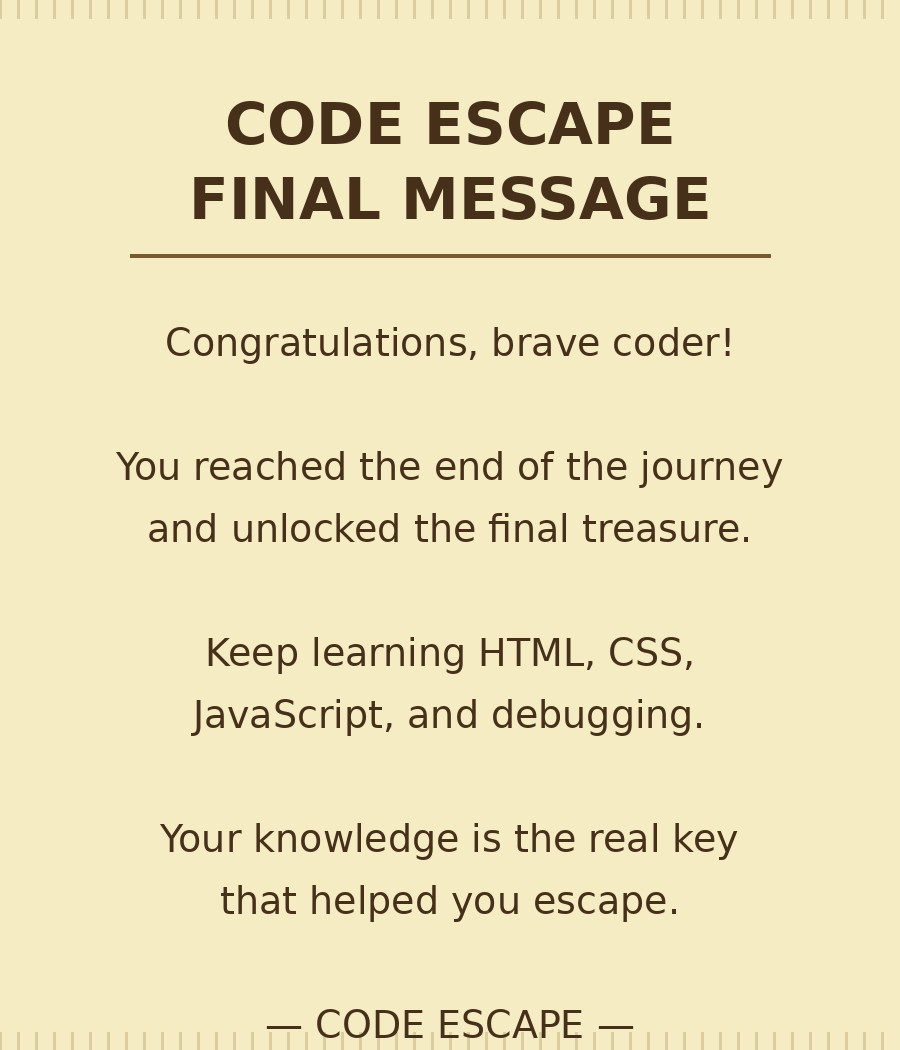 CODE ESCAPE
FINAL MESSAGE
Congratulations, brave coder!
You reached the end of the journey
and unlocked the final treasure.
Keep learning HTML, CSS,
JavaScript, and debugging.
Your knowledge is the real key
that helped you escape.
— CODE ESCAPE —